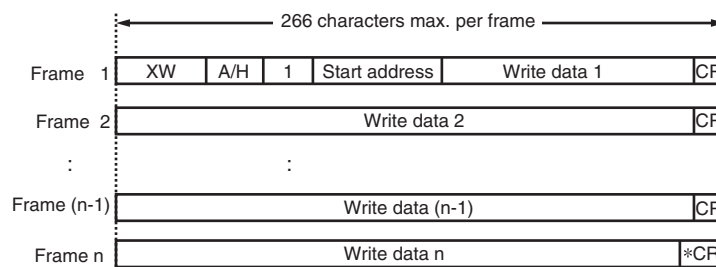 266 characters max. per frame
Frame 1 XW A/H 1 Start address Write data 1 CR
Frame 2 Write data 2 CR
: :
Frame (n-1) Write data (n-1) CR
Frame n Write data n *CR